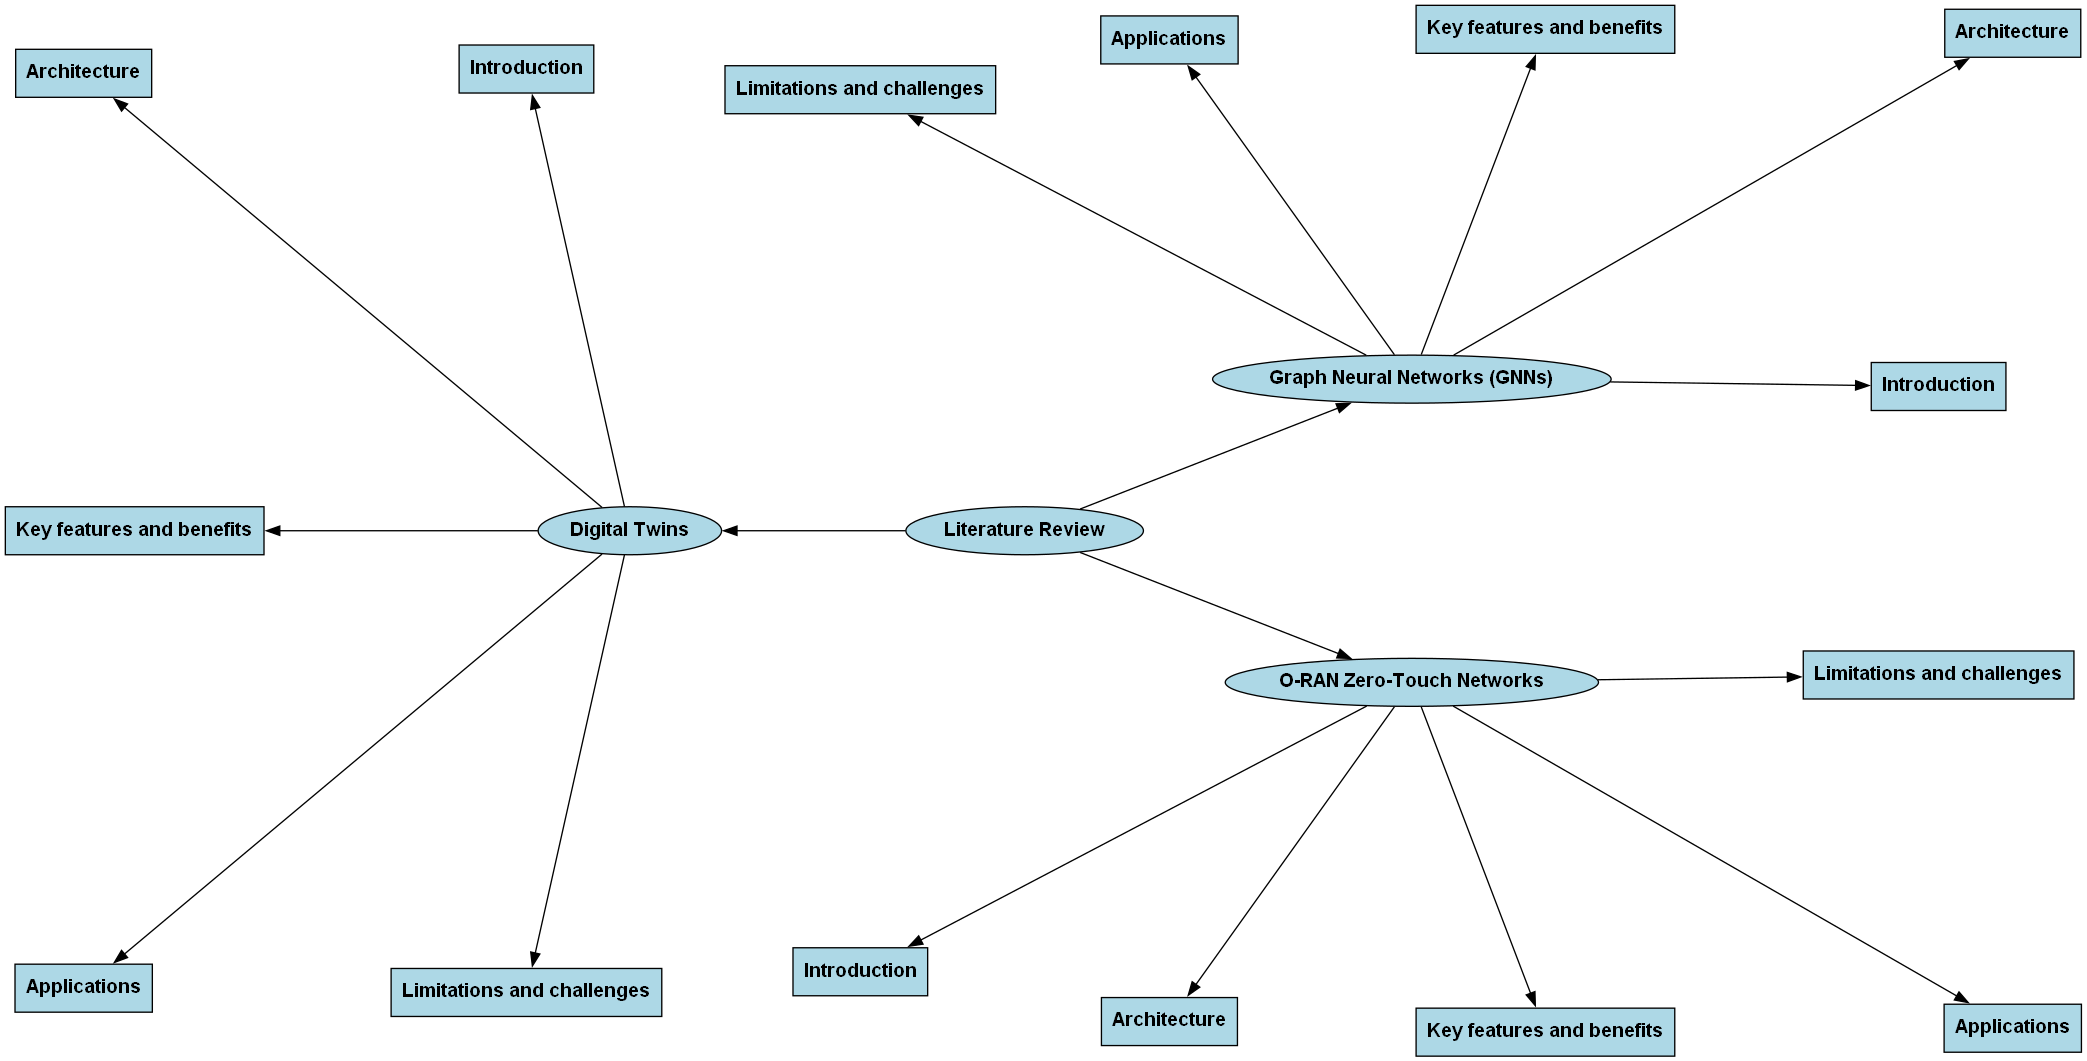 Architecture
Introduction
Limitations and challenges
Applications
Key features and benefits
Architecture
Graph Neural Networks (GNNs)
Introduction
Key features and benefits
Digital Twins
Literature Review
O-RAN Zero-Touch Networks
Limitations and challenges
Applications
Limitations and challenges
Introduction
Architecture
Key features and benefits
Applications